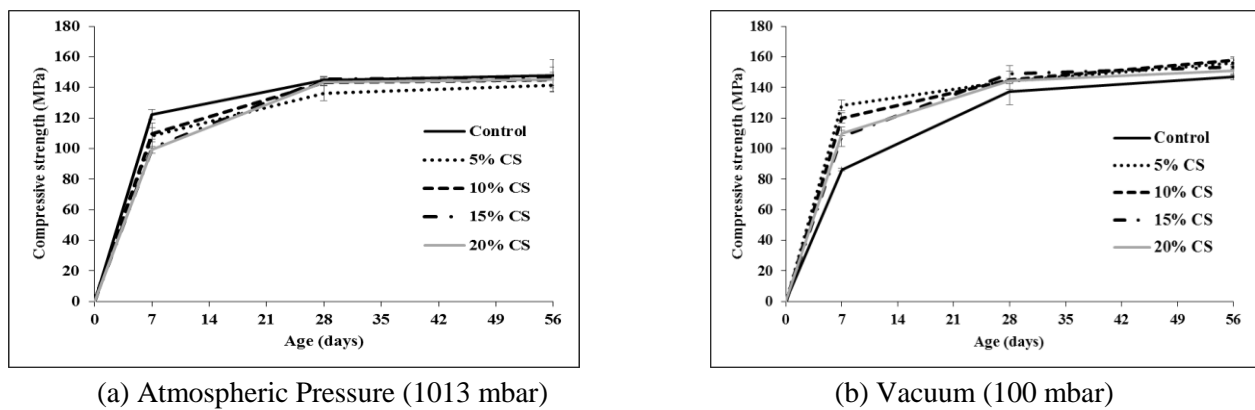 180
160
140
120
100
80
60
40
20
0
Compressive strength (MPa)
Control
5% CS
10% CS
15% CS
20% CS
0 7 14 21 28 35 42 49 56
Age (days)
(a) Atmospheric Pressure (1013 mbar)
180
160
140
120
100
80
60
40
20
0
Compressive strength (MPa)
Control
5% CS
10% CS
15% CS
20% CS
0 7 14 21 28 35 42 49 56
Age (days)
(b) Vacuum (100 mbar)